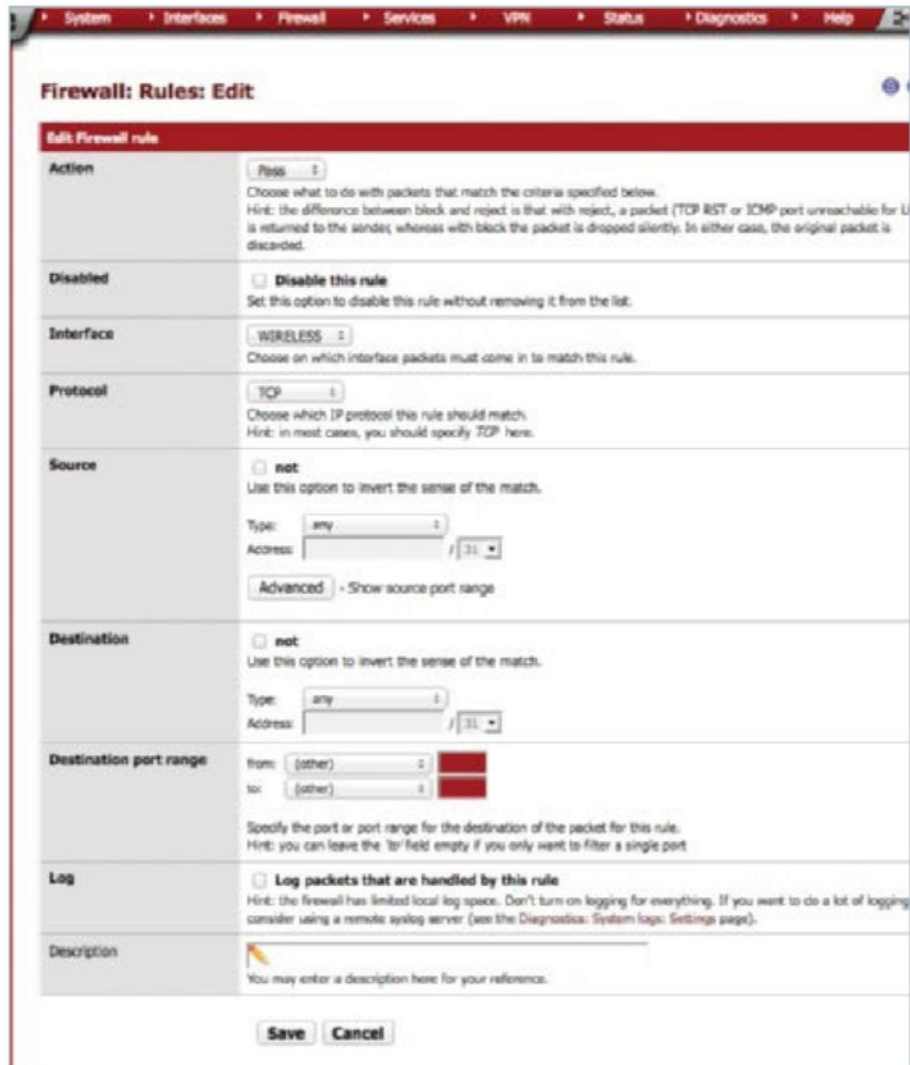 System Interfaces Firewall Services VPN Status Diagnostics Help
Firewall: Rules: Edit
Edit Firewall rule
Action
Pass
Choose what to do with packets that match the criteria specified below.
Hint: the difference between block and reject is that with reject, a packet (TCP RST or ICMP port unreachable for
is returned to the sender, whereas with block the packet is dropped silently. In either case, the original packet is
discarded.
Disabled
Disable this rule
Set this option to disable this rule without removing it from the list.
Interface
WIRELESS
Choose on which interface packets must come in to match this rule.
Protocol
TCP
Choose which IP protocol this rule should match.
Hint: in most cases, you should specify TCP here.
Source
not
Use this option to invert the sense of the match.
Type: any
Address: / 31
Advanced - Show source port range
Destination
not
Use this option to invert the sense of the match.
Type: any
Address: / 31
Destination port range
from: (other)
to: (other)
Specify the port or port range for the destination of the packet for this rule.
Hint: you can leave the 'to' field empty if you only want to filter a single port
Log
Log packets that are handled by this rule
Hint: the firewall has limited local log space. Don't turn on logging for everything. If you want to do a lot of logging
consider using a remote syslog server (see the Diagnostics: System logs: Settings page).
Description
You may enter a description here for your reference.
Save Cancel